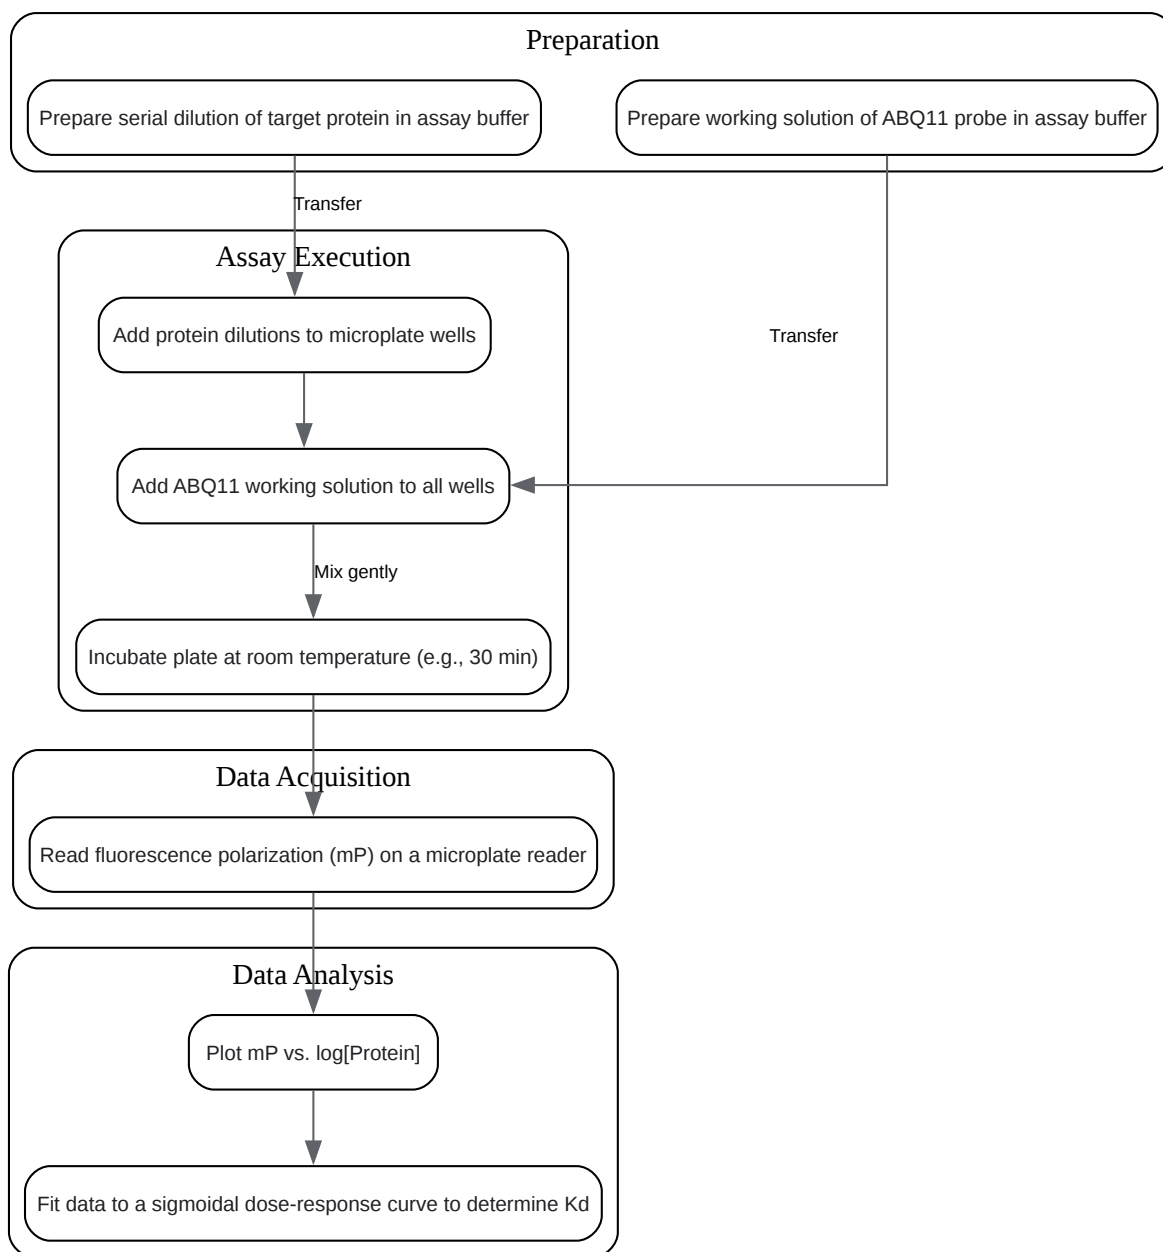 Preparation
Prepare serial dilution of target protein in assay buffer
Prepare working solution of ABQ11 probe in assay buffer
Transfer
Assay Execution
Add protein dilutions to microplate wells
Transfer
Add ABQ11 working solution to all wells
Mix gently
Incubate plate at room temperature (e.g., 30 min)
Data Acquisition
Read fluorescence polarization (mP) on a microplate reader
Data Analysis
Plot mP vs. log[Protein]
Fit data to a sigmoidal dose-response curve to determine Kd